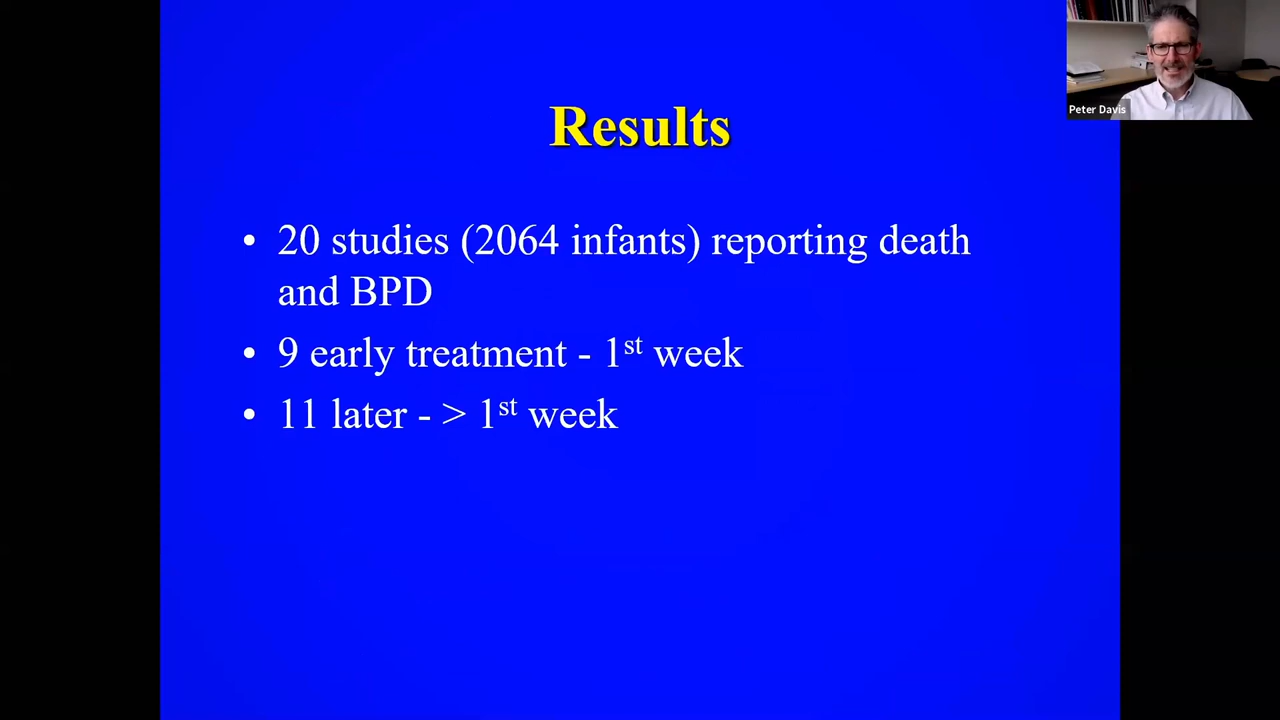 Peter Davis
Results
• 20 studies (2064 infants) reporting death
and BPD
• 9 early treatment - 1st week
• 11 later - > 1st week